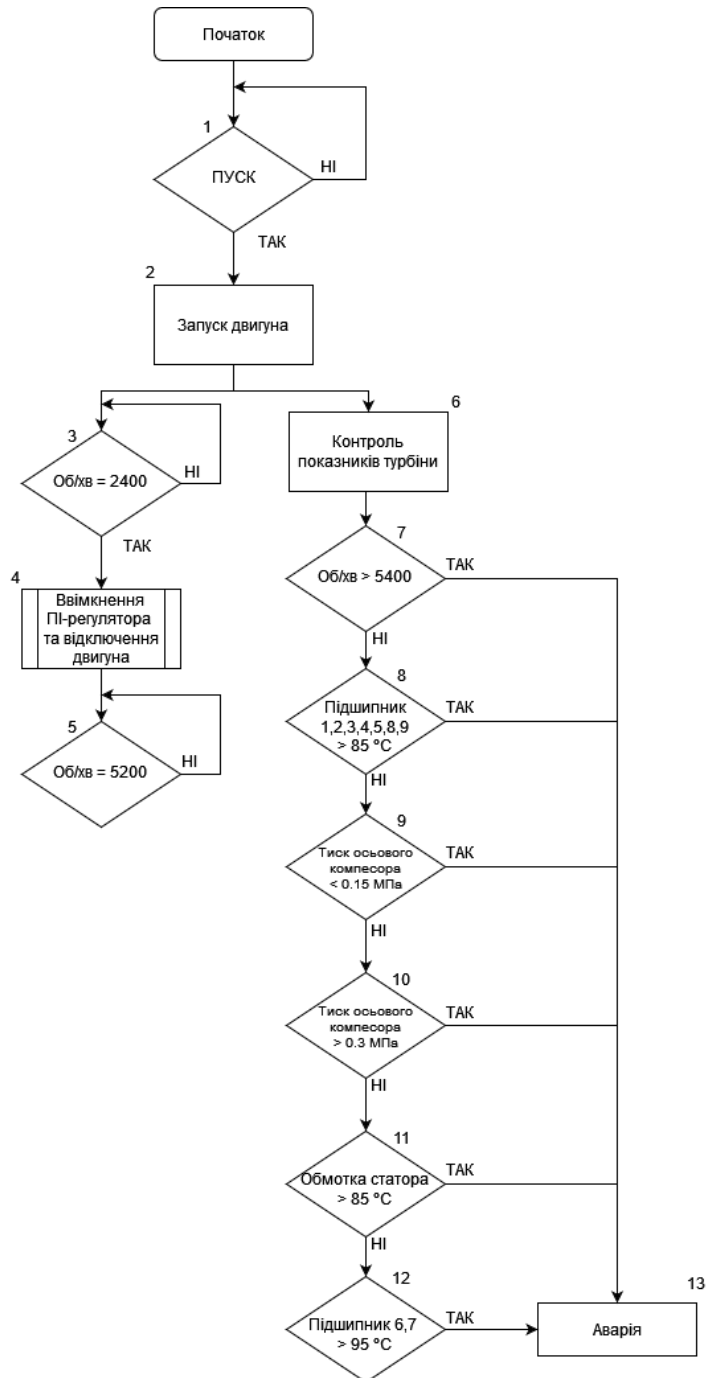 Початок
1
ПУСК
НІ
ТАК
2
Запуск двигуна
3
Об/хв = 2400
НІ
ТАК
4
Ввімкнення
ПІ-регулятора
та відключення
двигуна
5
Об/хв = 5200
НІ
6
Контроль
показників турбіни
7
Об/хв > 5400
ТАК
НІ
8
Підшипник
1,2,3,4,5,8,9
> 85 °C
ТАК
НІ
9
Тиск осьового
компесора
< 0.15 МПа
ТАК
НІ
10
Тиск осьового
компесора
> 0.3 МПа
ТАК
НІ
11
Обмотка статора
> 85 °C
ТАК
НІ
12
Підшипник 6,7
> 95 °C
ТАК
13
Аварія